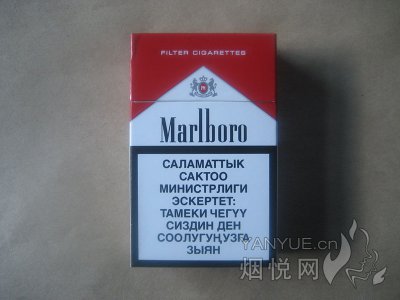 FILTER CIGARETTES
Marlboro
САЛАМАТТЫК
САКТОО
МИНИСТРЛИГИ
ЭСКЕРТЕТ:
ТАМЕКИ ЧЕГҮҮ
СИЗДИН ДЕН
СООЛУГУҢУЗГА
ЗЫЯН
YANYUE.cn
烟悦网